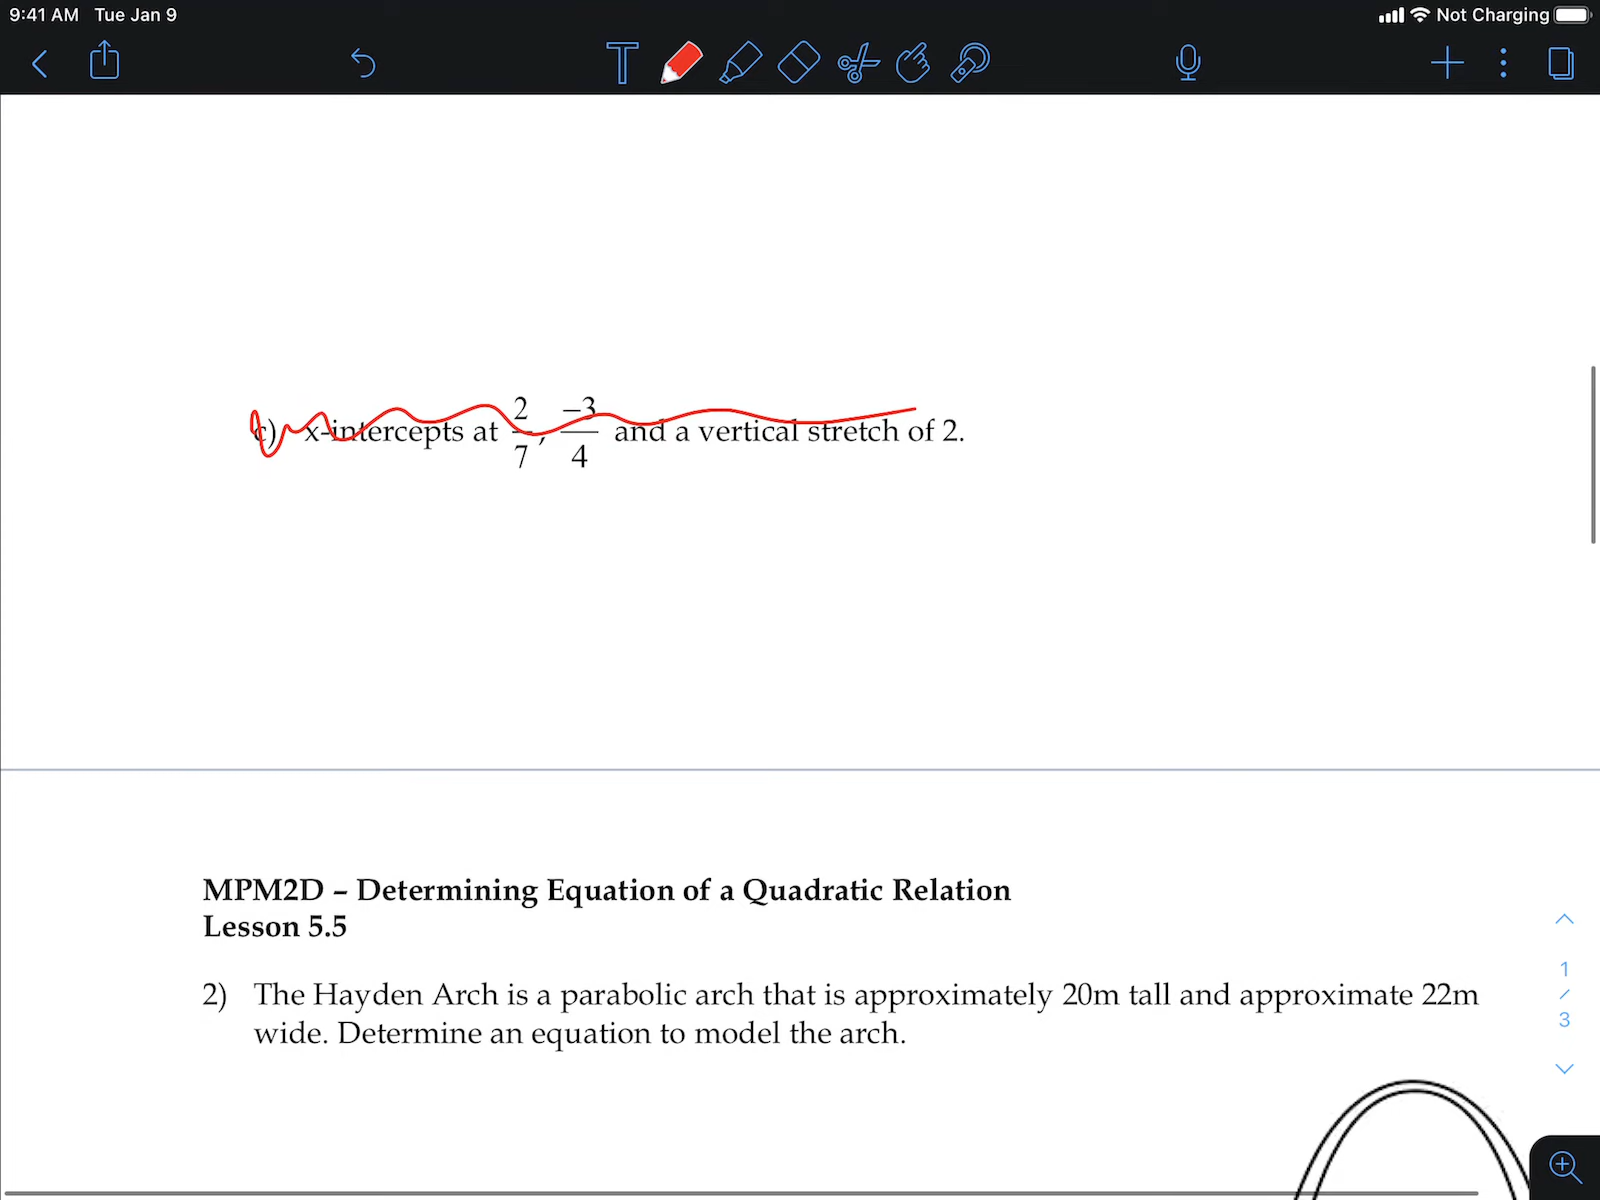 9:41 AM Tue Jan 9 Not Charging
c) x-intercepts at 2/7, -3/4 and a vertical stretch of 2.
MPM2D – Determining Equation of a Quadratic Relation
Lesson 5.5
2) The Hayden Arch is a parabolic arch that is approximately 20m tall and approximate 22m
wide. Determine an equation to model the arch.
1
/
3